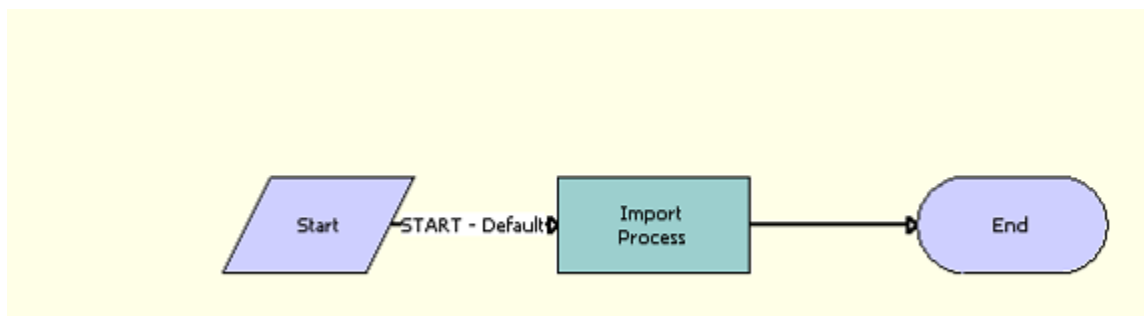 Start
START - Default
Import
Process
End